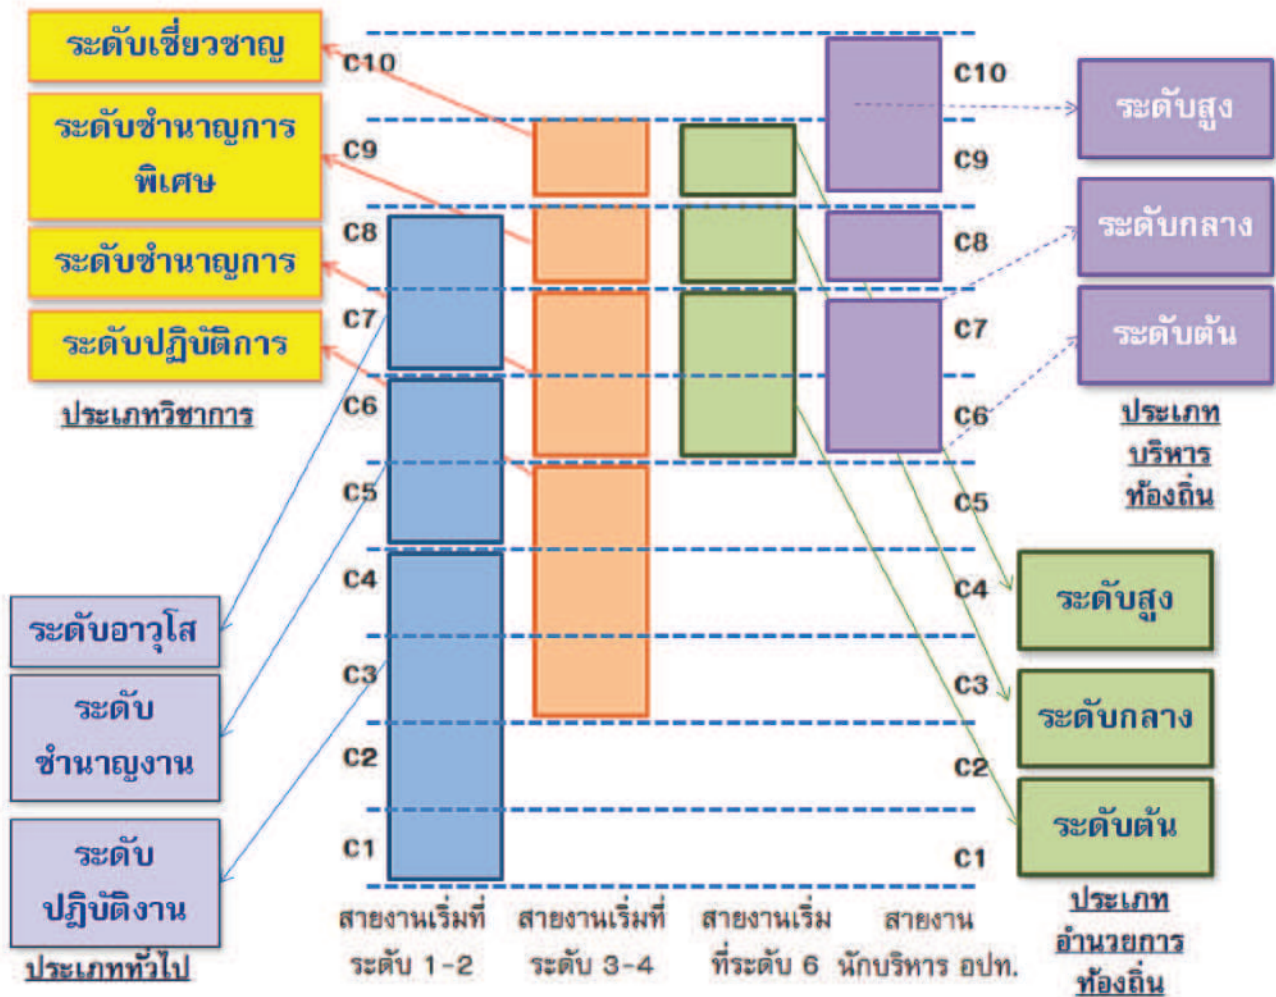 ระดับเชี่ยวชาญ
ระดับชำนาญการ
พิเศษ
ระดับชำนาญการ
ระดับปฏิบัติการ
ประเภทวิชาการ
ระดับอาวุโส
ระดับ
ชำนาญงาน
ระดับ
ปฏิบัติงาน
ประเภททั่วไป
C10
C9
C8
C7
C6
C5
C4
C3
C2
C1
สายงานเริ่มที่
ระดับ 1-2
สายงานเริ่มที่
ระดับ 3-4
สายงานเริ่ม
ที่ระดับ 6
สายงาน
นักบริหาร อปท.
C10
C9
C8
C7
C6
C5
C4
C3
C2
C1
ระดับสูง
ระดับกลาง
ระดับต้น
ประเภท
บริหาร
ท้องถิ่น
ระดับสูง
ระดับกลาง
ระดับต้น
ประเภท
อำนวยการ
ท้องถิ่น